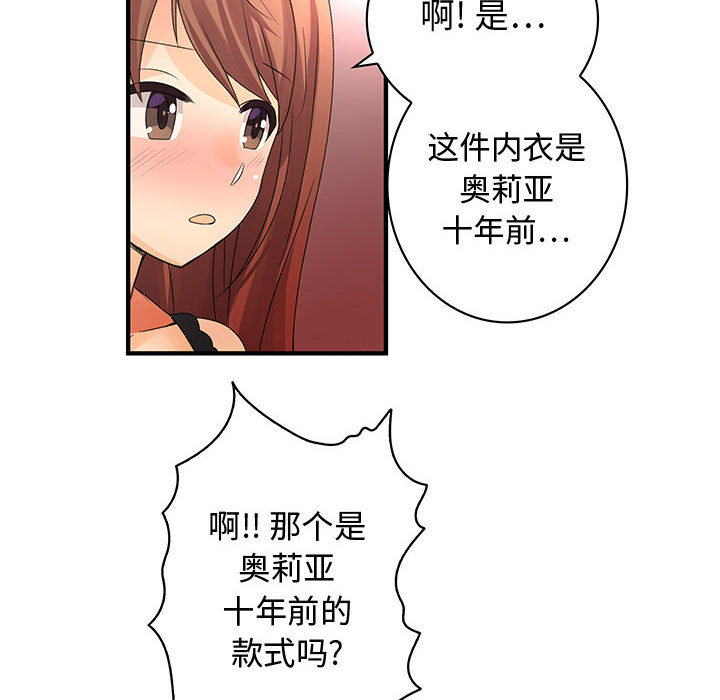 啊! 是...
这件内衣是
奥莉亚
十年前...
啊!! 那个是
奥莉亚
十年前的
款式吗?